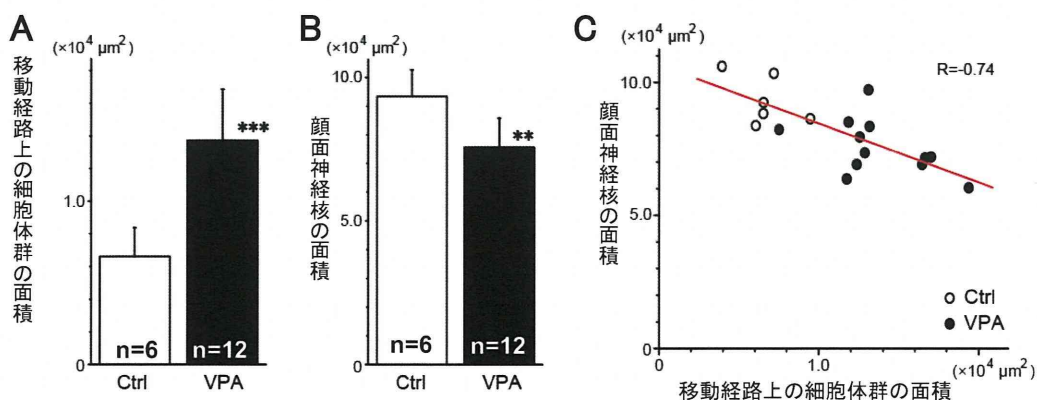 A
(×10⁴ μm²)
移動経路上の細胞体群の面積
1.0
0
***
n=6
n=12
Ctrl
VPA
B
(×10⁴ μm²)
顔面神経核の面積
10.0
5.0
0
**
n=6
n=12
Ctrl
VPA
C
(×10⁴ μm²)
顔面神経核の面積
10.0
5.0
0
R=-0.74
Ctrl
VPA
0
1.0
(×10⁴ μm²)
移動経路上の細胞体群の面積